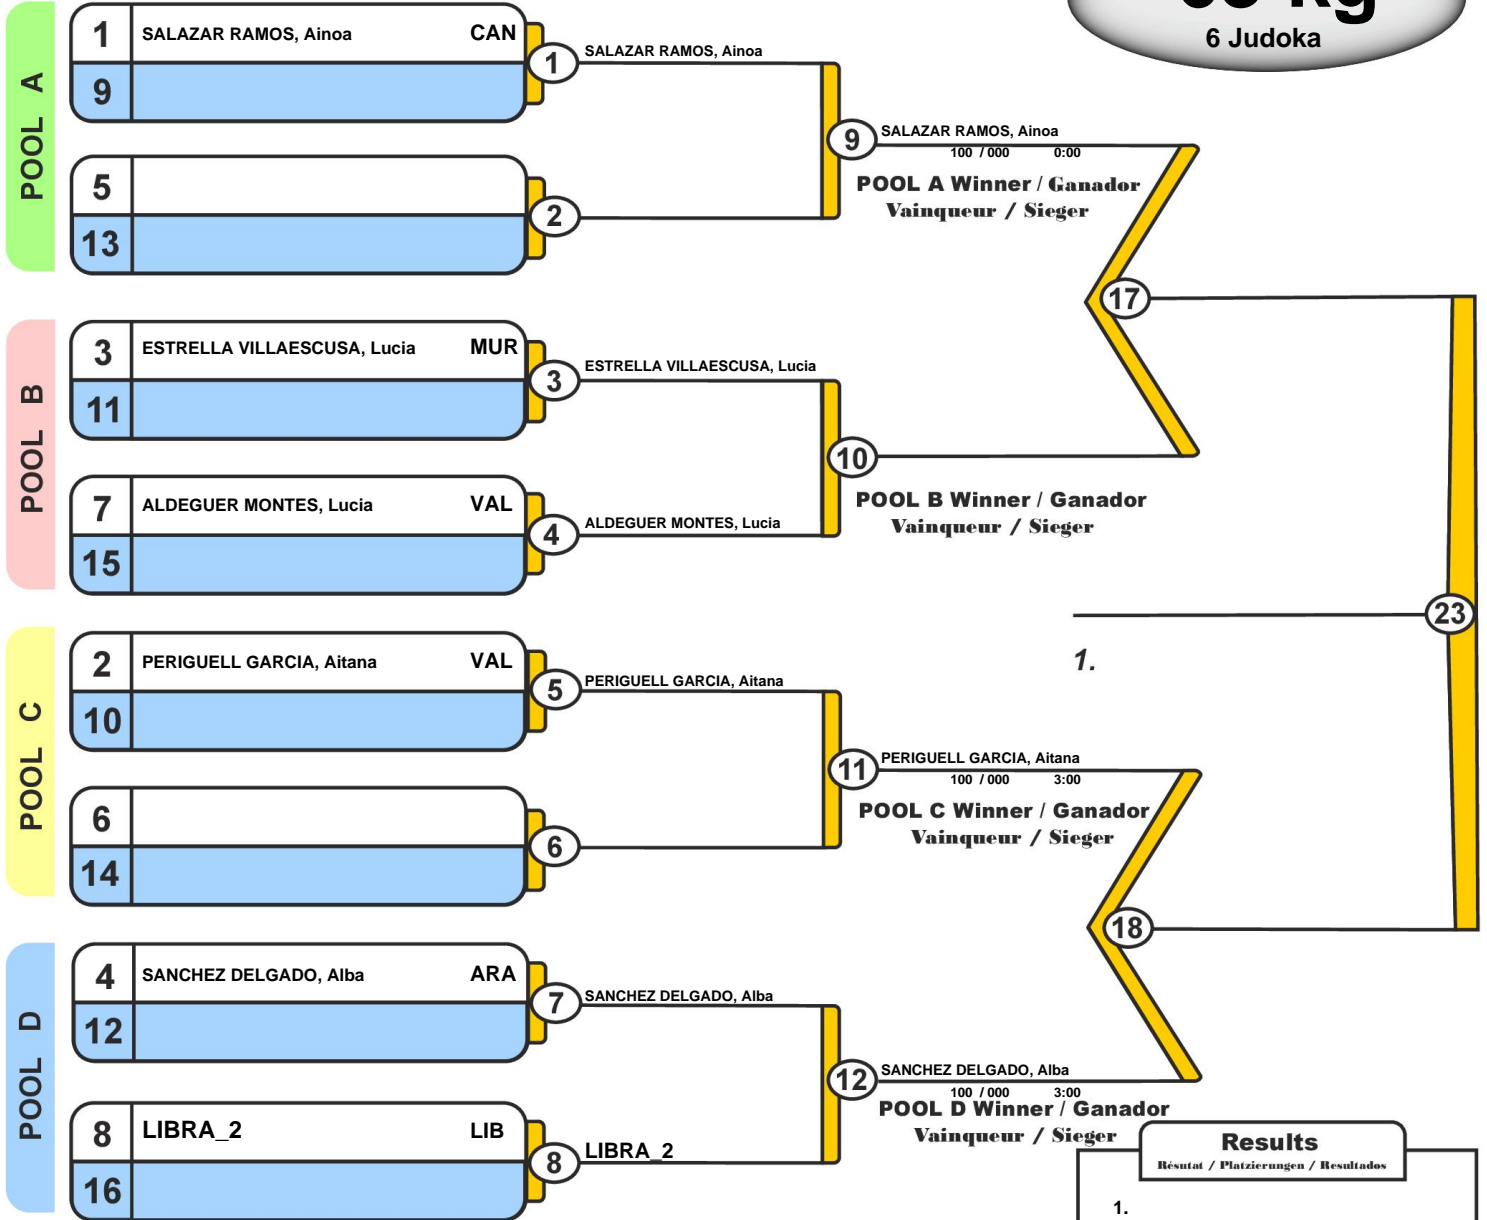 6 Judoka
POOL A
1 SALAZAR RAMOS, Ainoa CAN
9
1
SALAZAR RAMOS, Ainoa
5
13
2
9
SALAZAR RAMOS, Ainoa
100 / 000 0:00
POOL A Winner / Ganador
Vainqueur / Sieger
17
POOL B
3 ESTRELLA VILLAESCUSA, Lucia MUR
11
3
ESTRELLA VILLAESCUSA, Lucia
7 ALDEGUER MONTES, Lucia VAL
15
4
ALDEGUER MONTES, Lucia
10
POOL B Winner / Ganador
Vainqueur / Sieger
23
1.
POOL C
2 PERIGUELL GARCIA, Aitana VAL
10
5
PERIGUELL GARCIA, Aitana
6
14
6
11
PERIGUELL GARCIA, Aitana
100 / 000 3:00
POOL C Winner / Ganador
Vainqueur / Sieger
18
POOL D
4 SANCHEZ DELGADO, Alba ARA
12
7
SANCHEZ DELGADO, Alba
8 LIBRA_2 LIB
16
8
LIBRA_2
12
SANCHEZ DELGADO, Alba
100 / 000 3:00
POOL D Winner / Ganador
Vainqueur / Sieger
Results
Résutat / Platzierungen / Resultados
1.